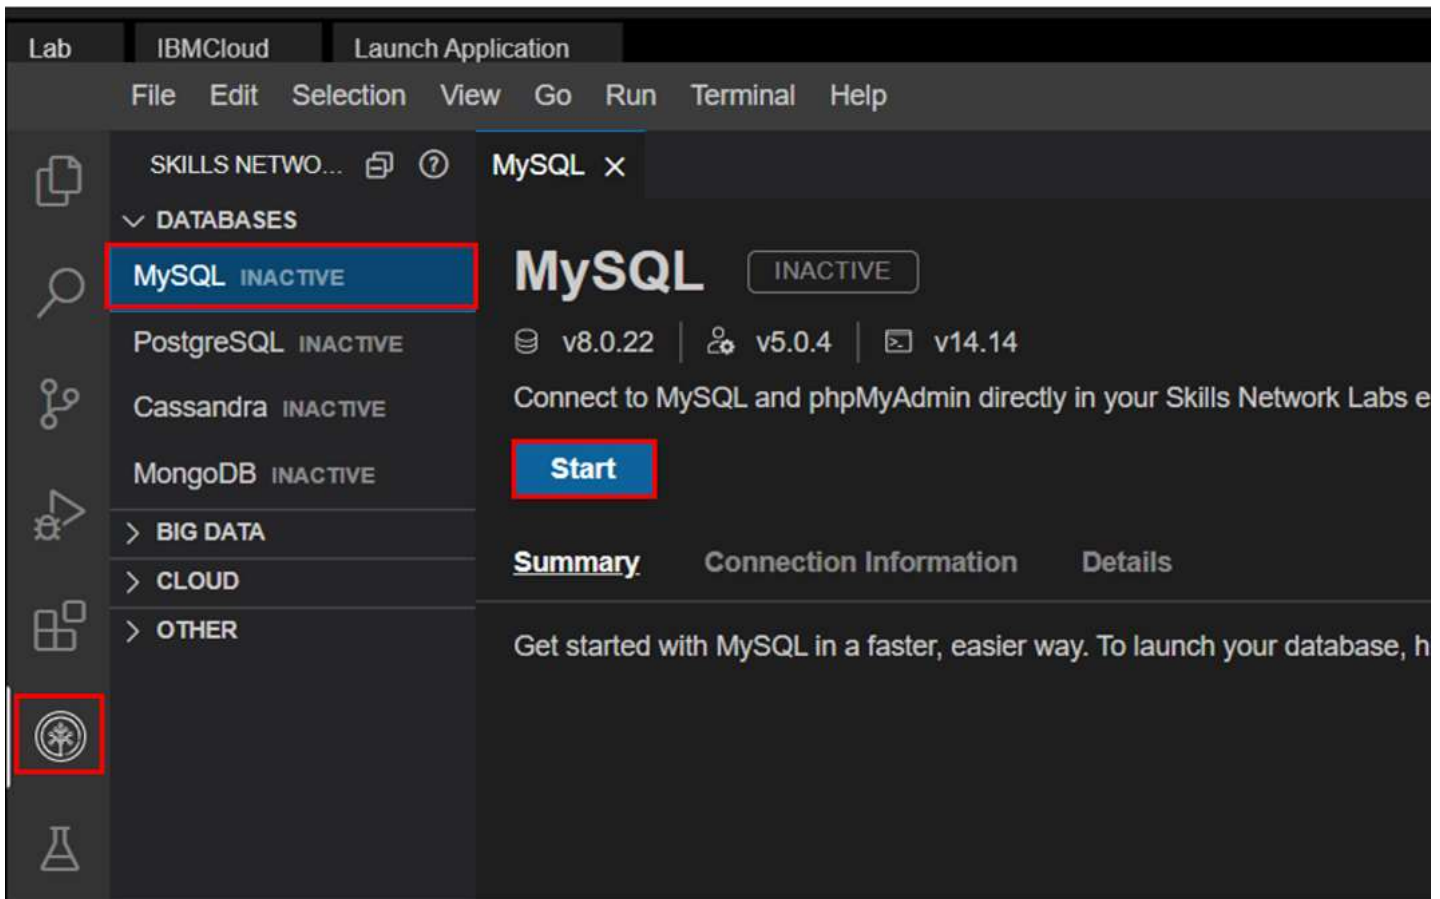 Lab IBMCloud Launch Application
File Edit Selection View Go Run Terminal Help
SKILLS NETWO...
MySQL
DATABASES
MySQL INACTIVE
PostgreSQL INACTIVE
Cassandra INACTIVE
MongoDB INACTIVE
BIG DATA
CLOUD
OTHER
MySQL INACTIVE
v8.0.22 v5.0.4 v14.14
Connect to MySQL and phpMyAdmin directly in your Skills Network Labs e
Start
Summary Connection Information Details
Get started with MySQL in a faster, easier way. To launch your database, h